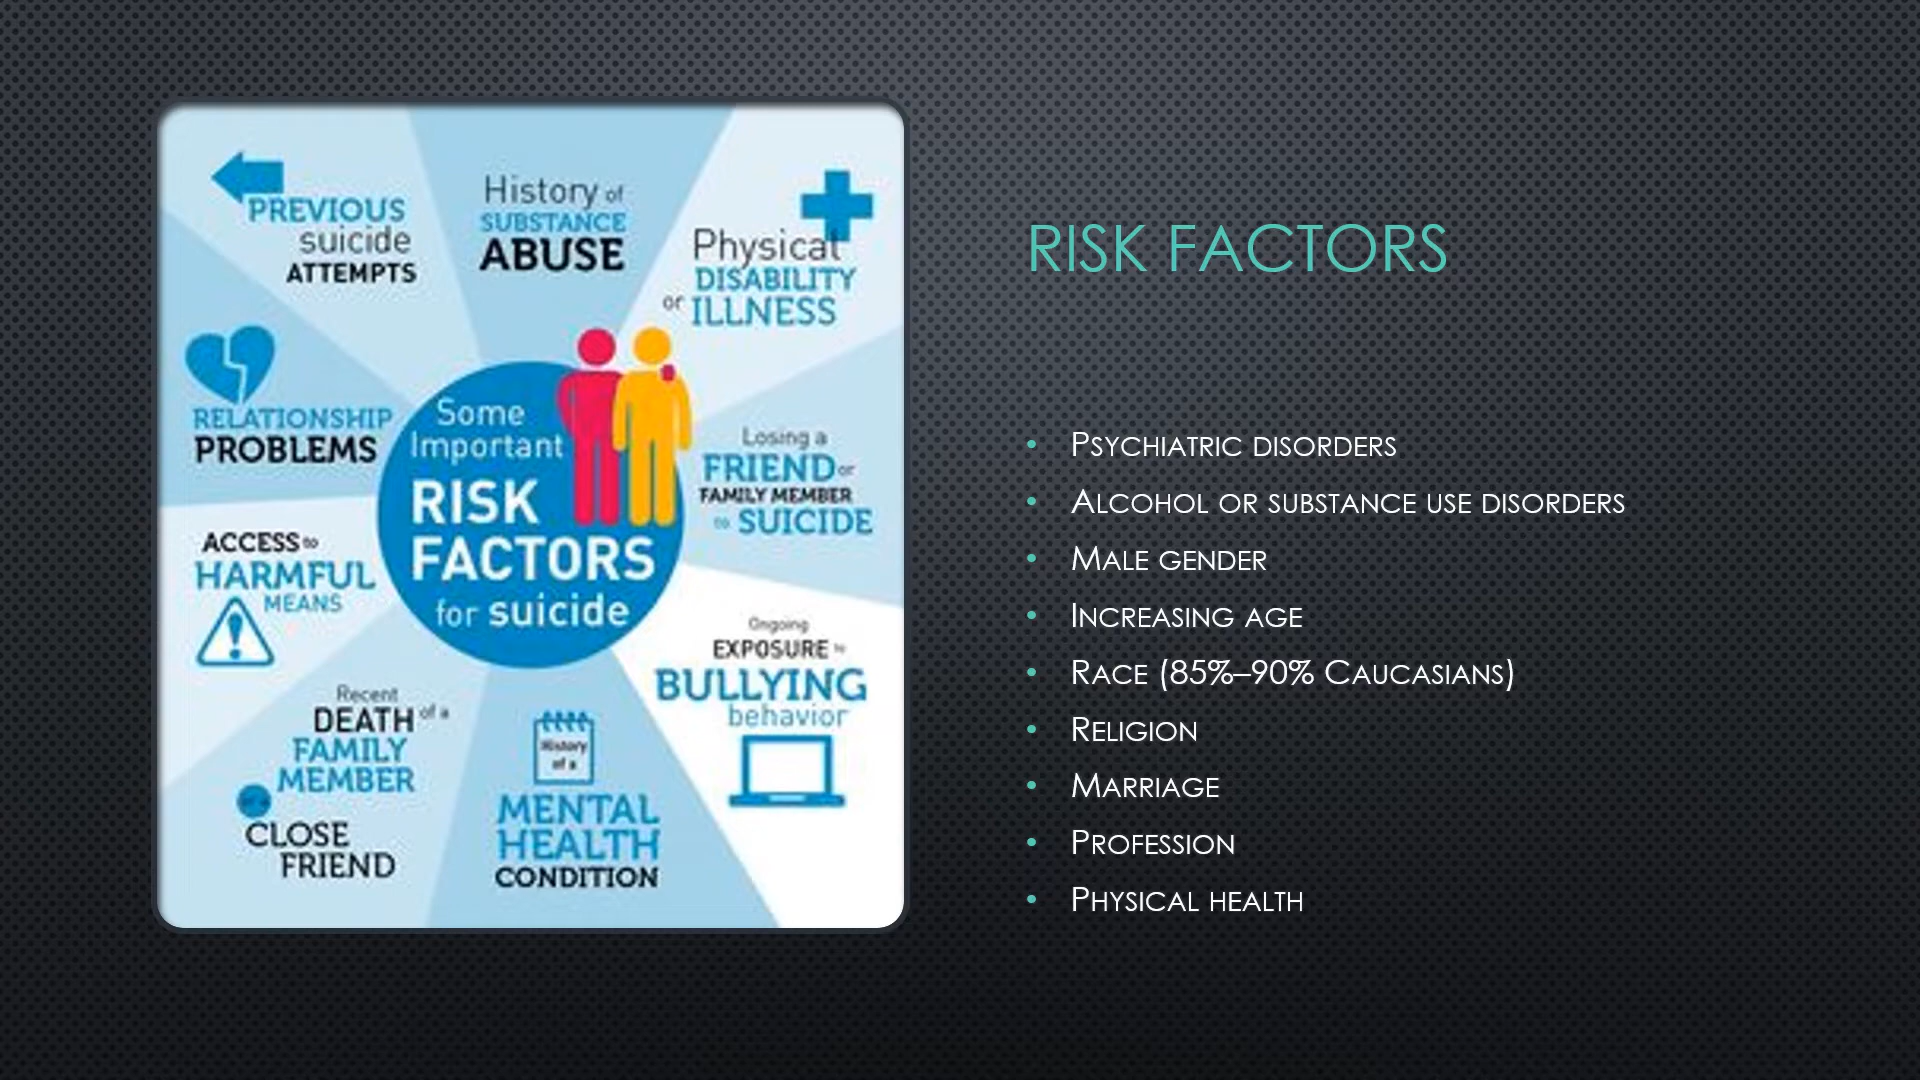 PREVIOUS
suicide
ATTEMPTS
History of
SUBSTANCE
ABUSE
Physical
DISABILITY
or ILLNESS
RELATIONSHIP
PROBLEMS
Some
Important
RISK
FACTORS
for suicide
Losing a
FRIEND or
FAMILY MEMBER
to SUICIDE
ACCESS to
HARMFUL
MEANS
Ongoing
EXPOSURE to
BULLYING
behavior
Recent
DEATH of a
FAMILY
MEMBER
CLOSE
FRIEND
History
of a
MENTAL
HEALTH
CONDITION
RISK FACTORS
• Psychiatric disorders
• Alcohol or substance use disorders
• Male gender
• Increasing age
• Race (85%–90% Caucasians)
• Religion
• Marriage
• Profession
• Physical health